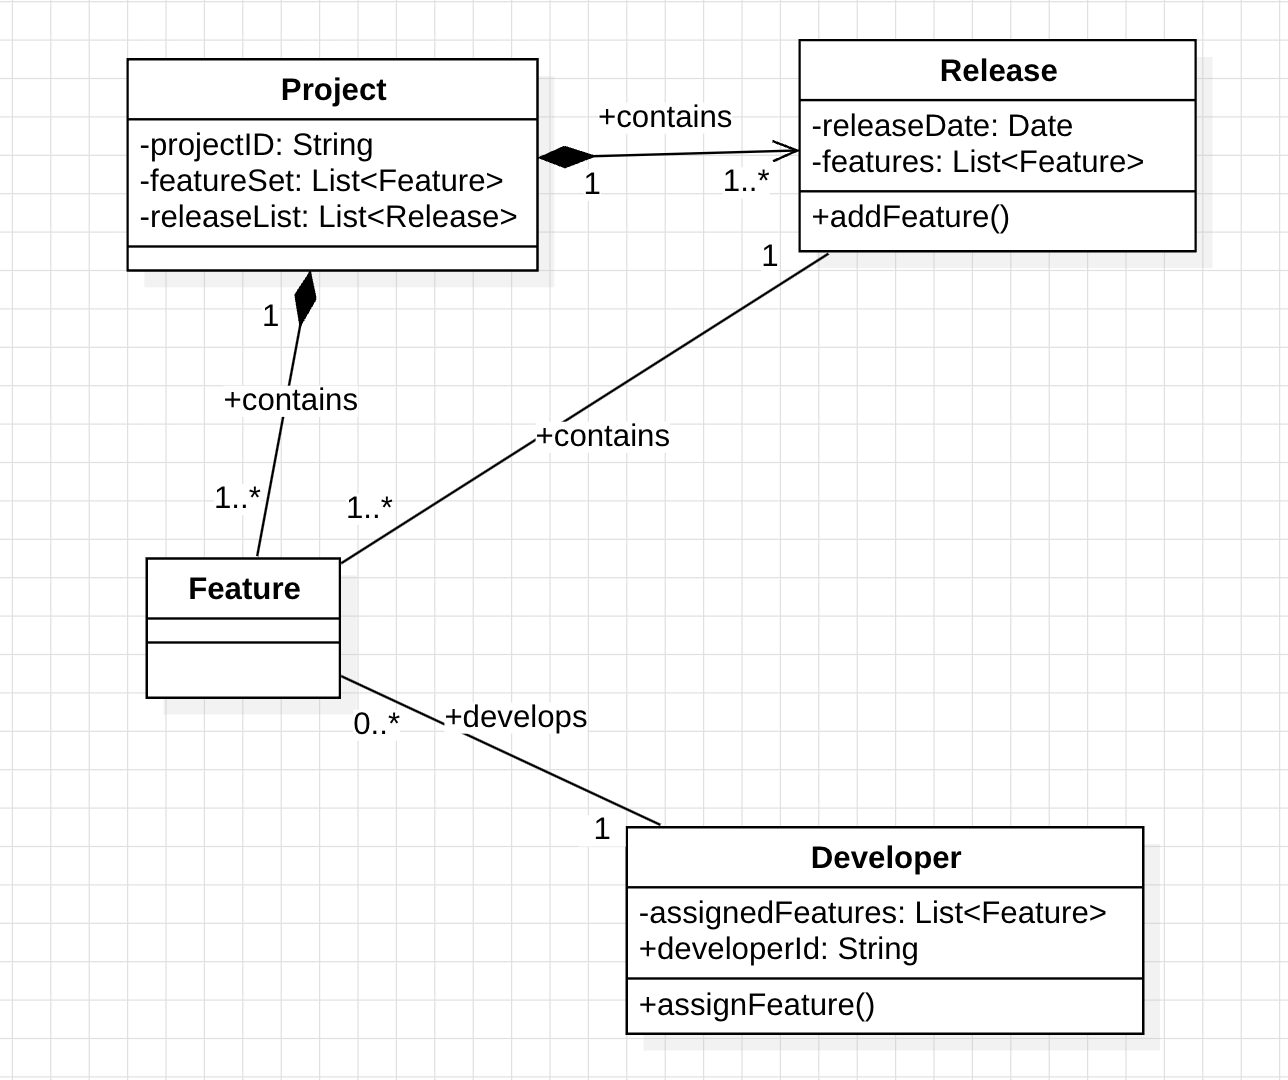 Project
-projectID: String
-featureSet: List<Feature>
-releaseList: List<Release>
+contains
1
1..*
Release
-releaseDate: Date
-features: List<Feature>
+addFeature()
1
+contains
1..*
1
+contains
1..*
Feature
0..*
+develops
1
Developer
-assignedFeatures: List<Feature>
+developerId: String
+assignFeature()